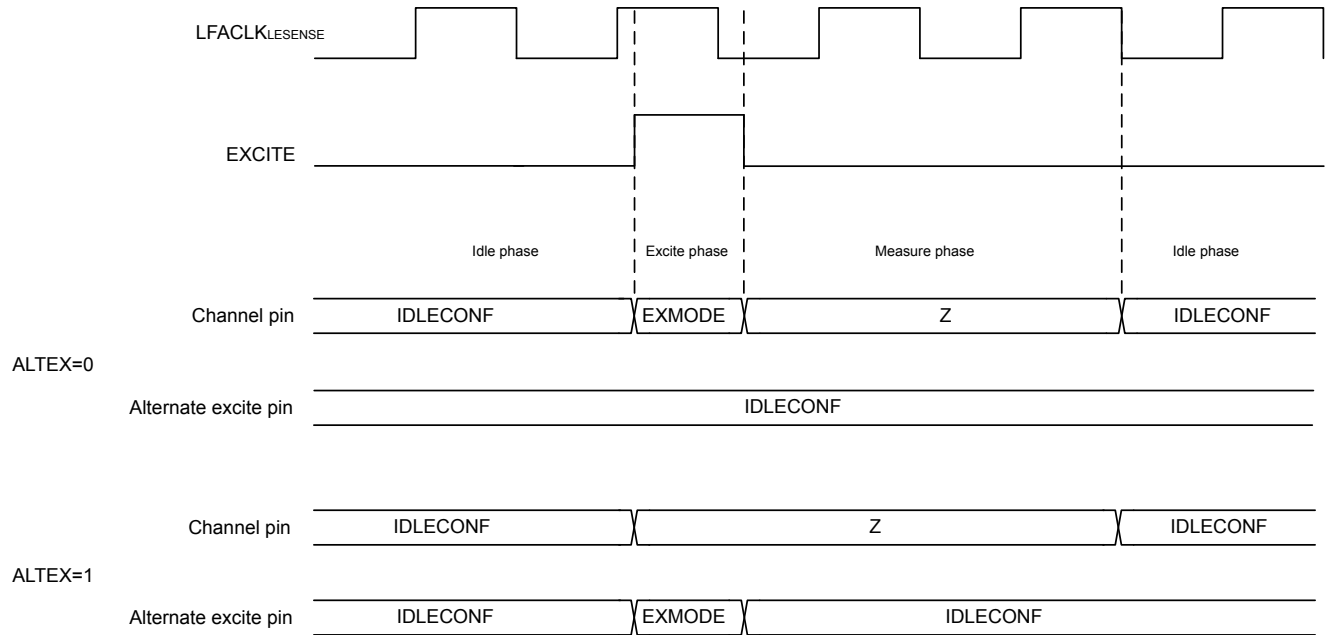 LFACLKLESENSE
EXCITE
Idle phase Excite phase Measure phase Idle phase
Channel pin IDLECONF EXMODE Z IDLECONF
ALTEX=0
Alternate excite pin IDLECONF
Channel pin IDLECONF Z IDLECONF
ALTEX=1
Alternate excite pin IDLECONF EXMODE IDLECONF